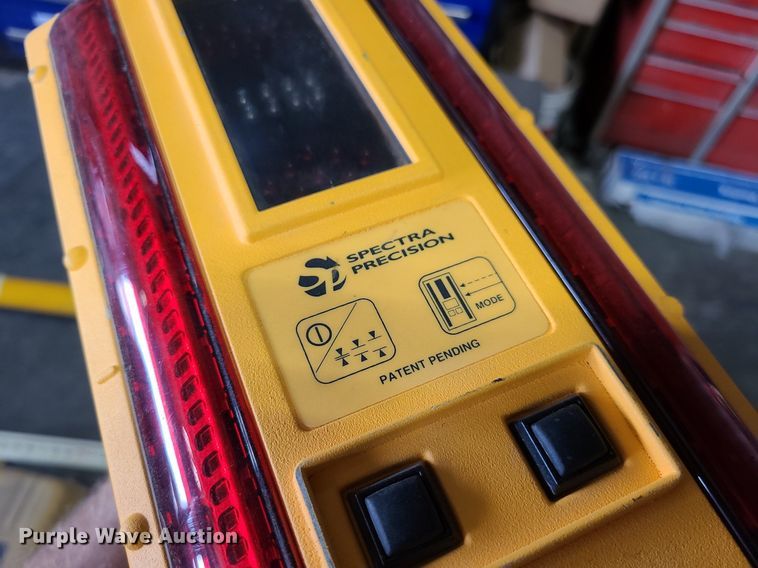 SPECTRA
PRECISION
MODE
PATENT PENDING
Purple Wave Auction